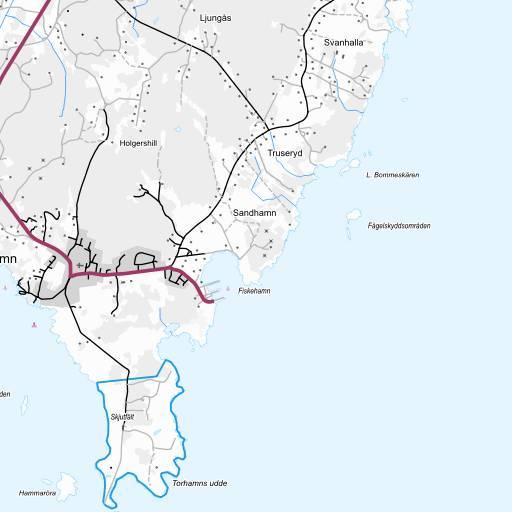 Ljungås
Svanhalla
Holgershill
Truseryd
L. Bommeskären
Sandhamn
Fågelskyddsområden
mn
Fiskehamn
den
Skjutfält
Torhamns udde
Hammaröra